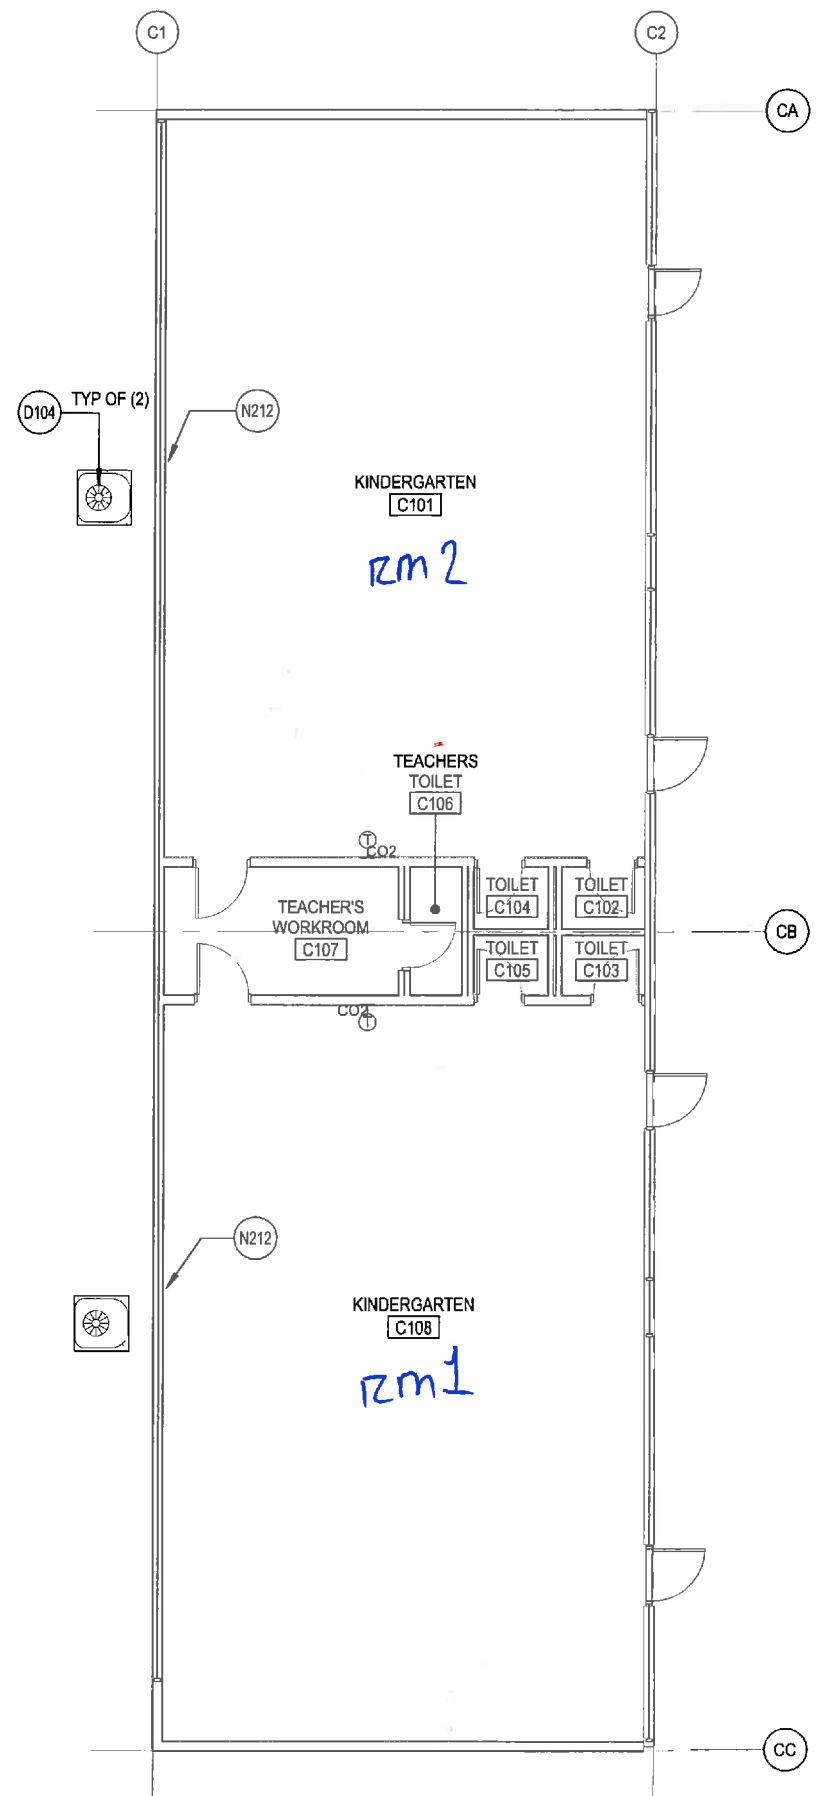 C1
C2
CA
TYP OF (2)
D104
N212
KINDERGARTEN
C101
Rm 2
TEACHERS
TOILET
C106
T
CO2
TOILET
C104
TOILET
C102
TEACHER'S
WORKROOM
C107
CB
TOILET
C105
TOILET
C103
CO2
T
N212
KINDERGARTEN
C108
Rm 1
CC